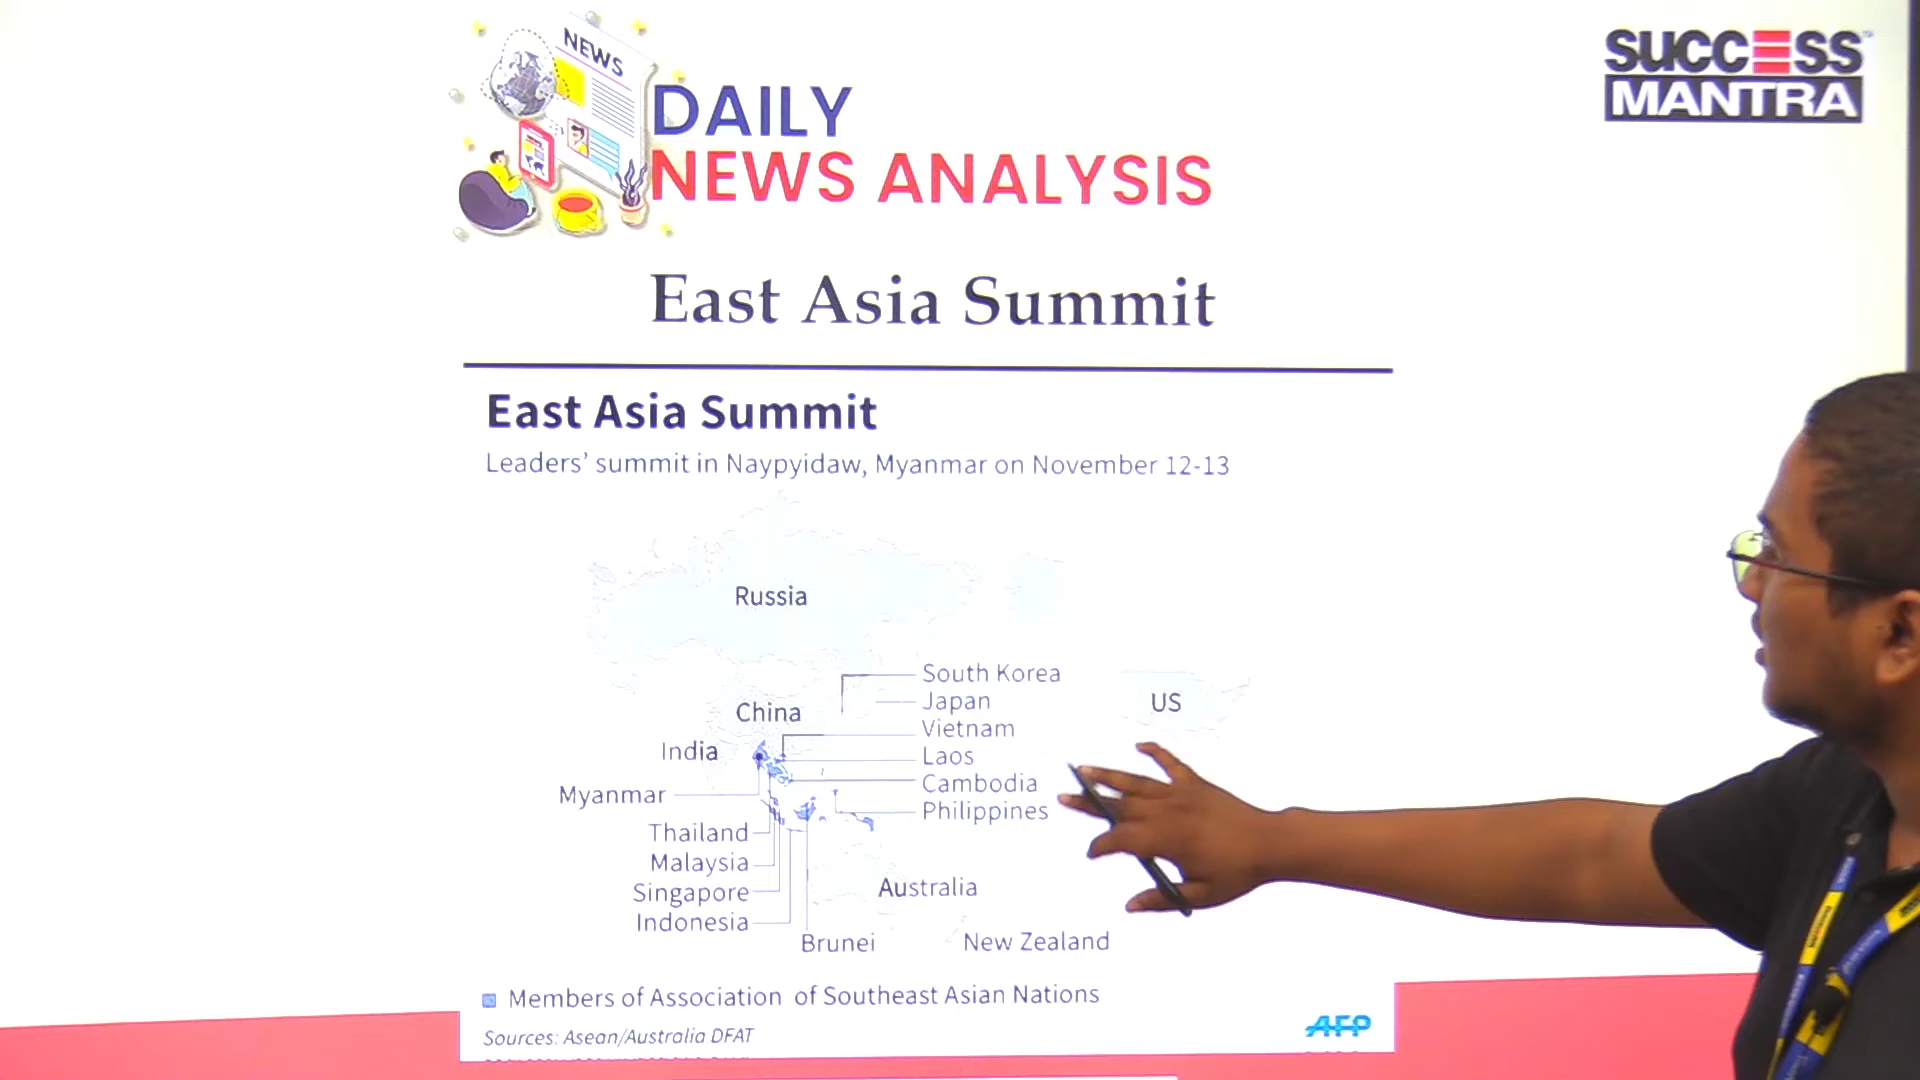 NEWS
DAILY
NEWS ANALYSIS
SUCCESS
MANTRA
East Asia Summit
East Asia Summit
Leaders' summit in Naypyidaw, Myanmar on November 12-13
Russia
South Korea
Japan
US
China
Vietnam
India
Laos
Cambodia
Myanmar
Philippines
Thailand
Malaysia
Singapore
Australia
Indonesia
Brunei
New Zealand
Members of Association of Southeast Asian Nations
Sources: Asean/Australia DFAT
AFP